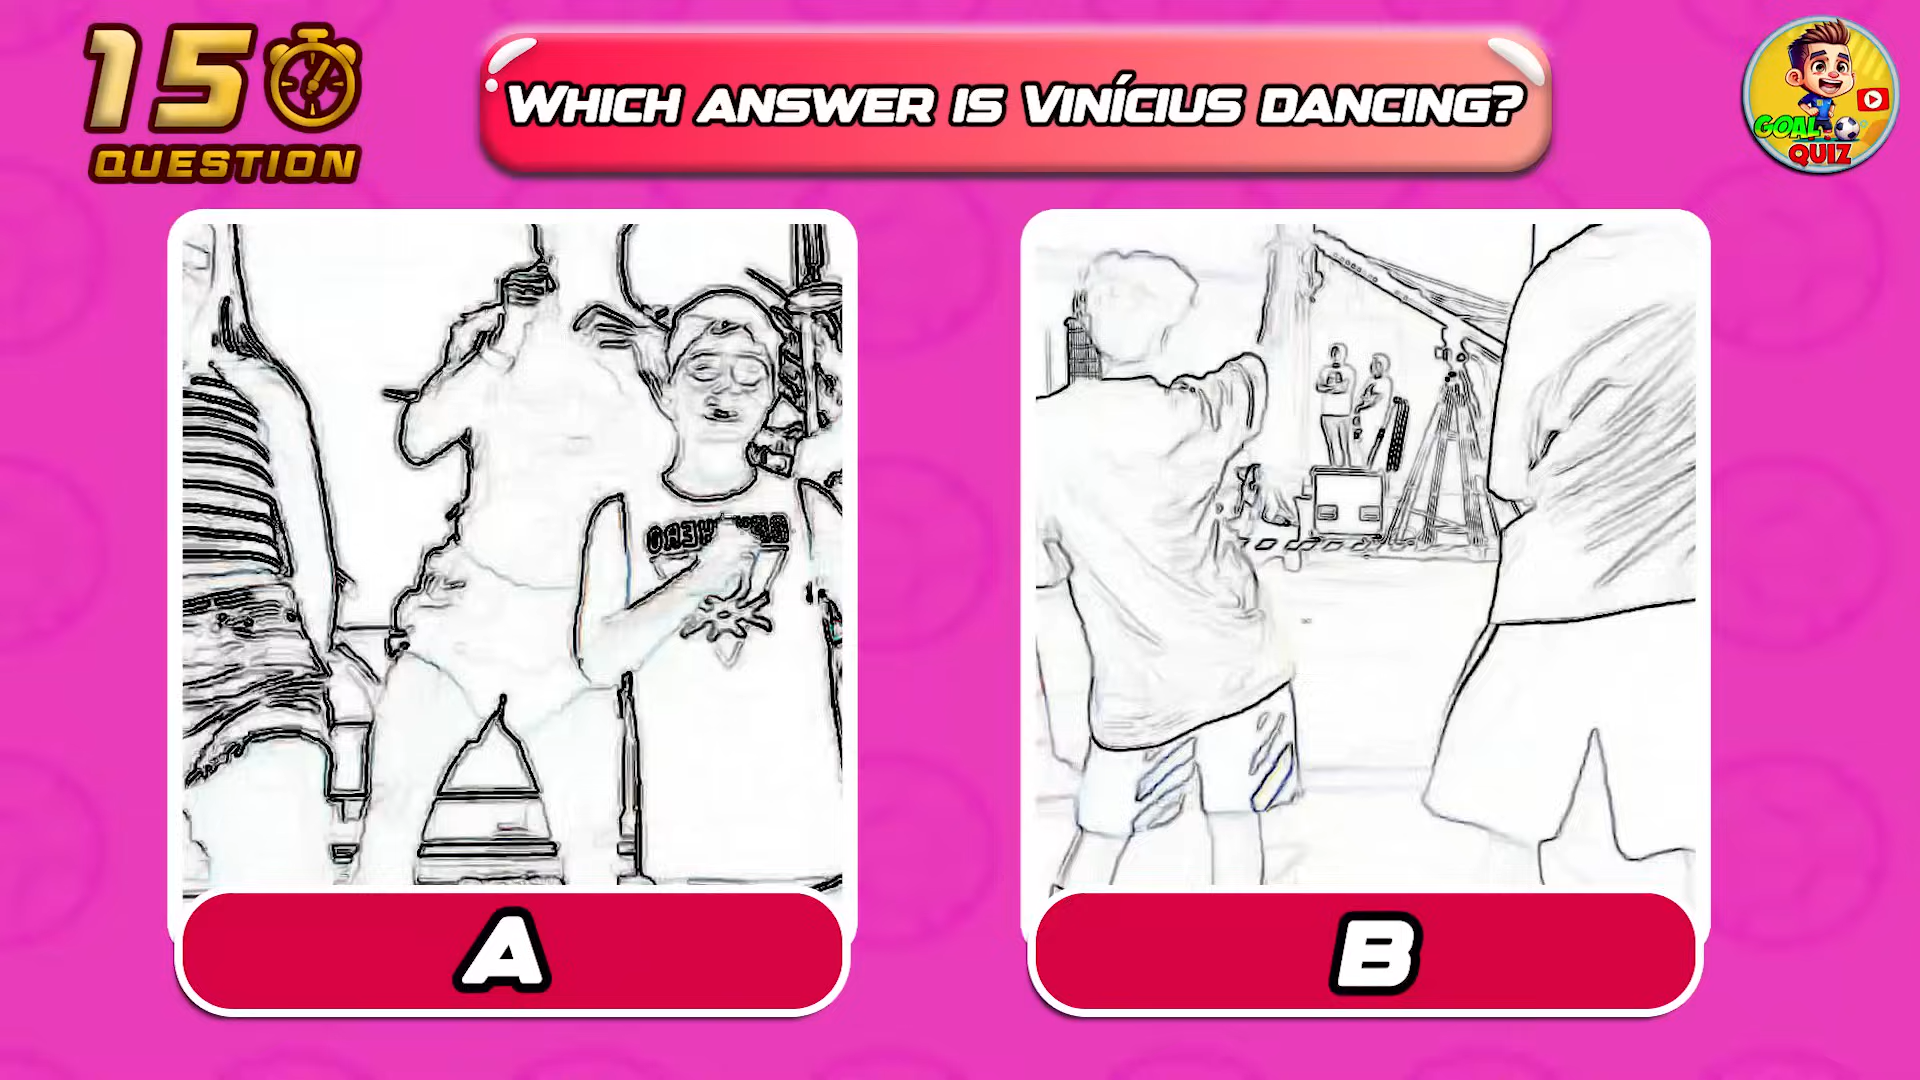 15
QUESTION
WHICH ANSWER IS VINÍCIUS DANCING?
GOAL
QUIZ
A
B